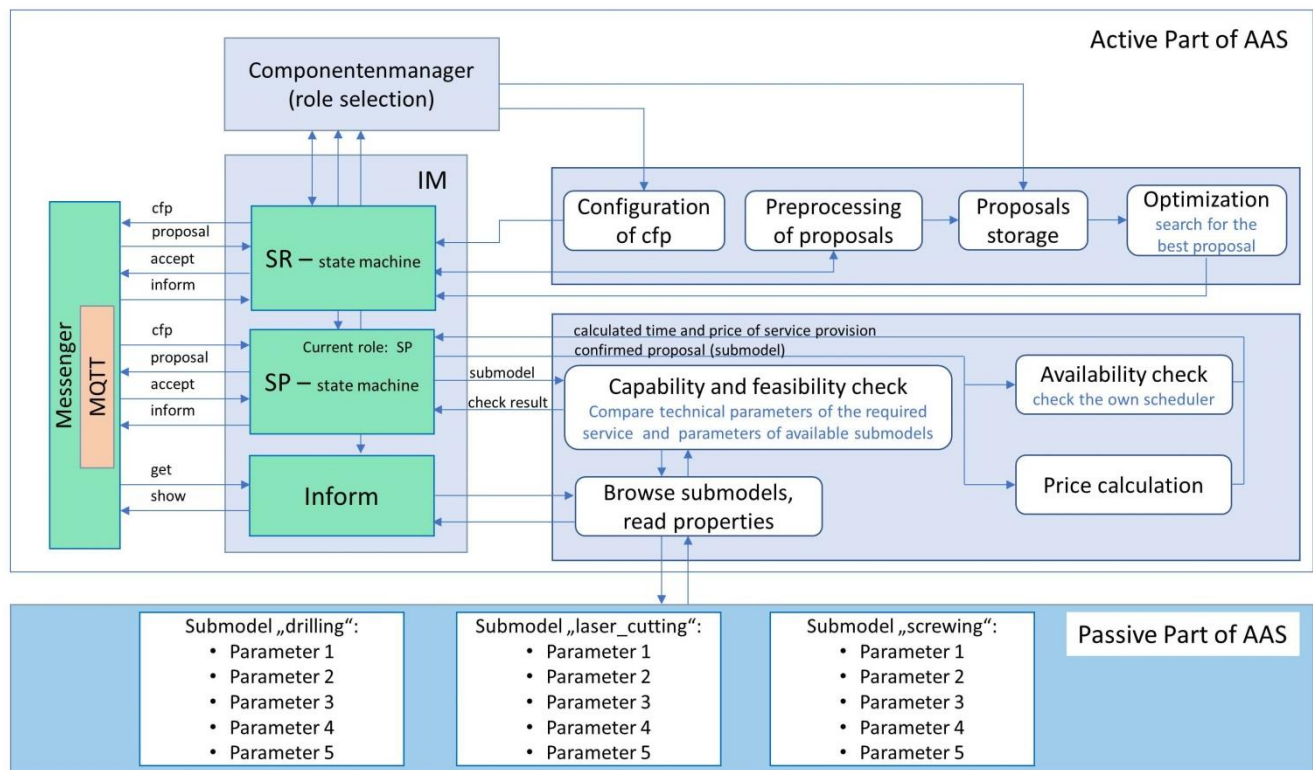 Active Part of AAS
Componentenmanager
(role selection)
IM
cfp
proposal
accept
inform
SR – state machine
Configuration
of cfp
Preprocessing
of proposals
Proposals
storage
Optimization
search for the
best proposal
Messenger
MQTT
cfp
proposal
accept
inform
Current role: SP
SP – state machine
submodel
check result
calculated time and price of service provision
confirmed proposal (submodel)
Capability and feasibility check
Compare technical parameters of the required
service and parameters of available submodels
Availability check
check the own scheduler
get
show
Inform
Browse submodels,
read properties
Price calculation
Passive Part of AAS
Submodel „drilling“:
• Parameter 1
• Parameter 2
• Parameter 3
• Parameter 4
• Parameter 5
Submodel „laser_cutting“:
• Parameter 1
• Parameter 2
• Parameter 3
• Parameter 4
• Parameter 5
Submodel „screwing“:
• Parameter 1
• Parameter 2
• Parameter 3
• Parameter 4
• Parameter 5